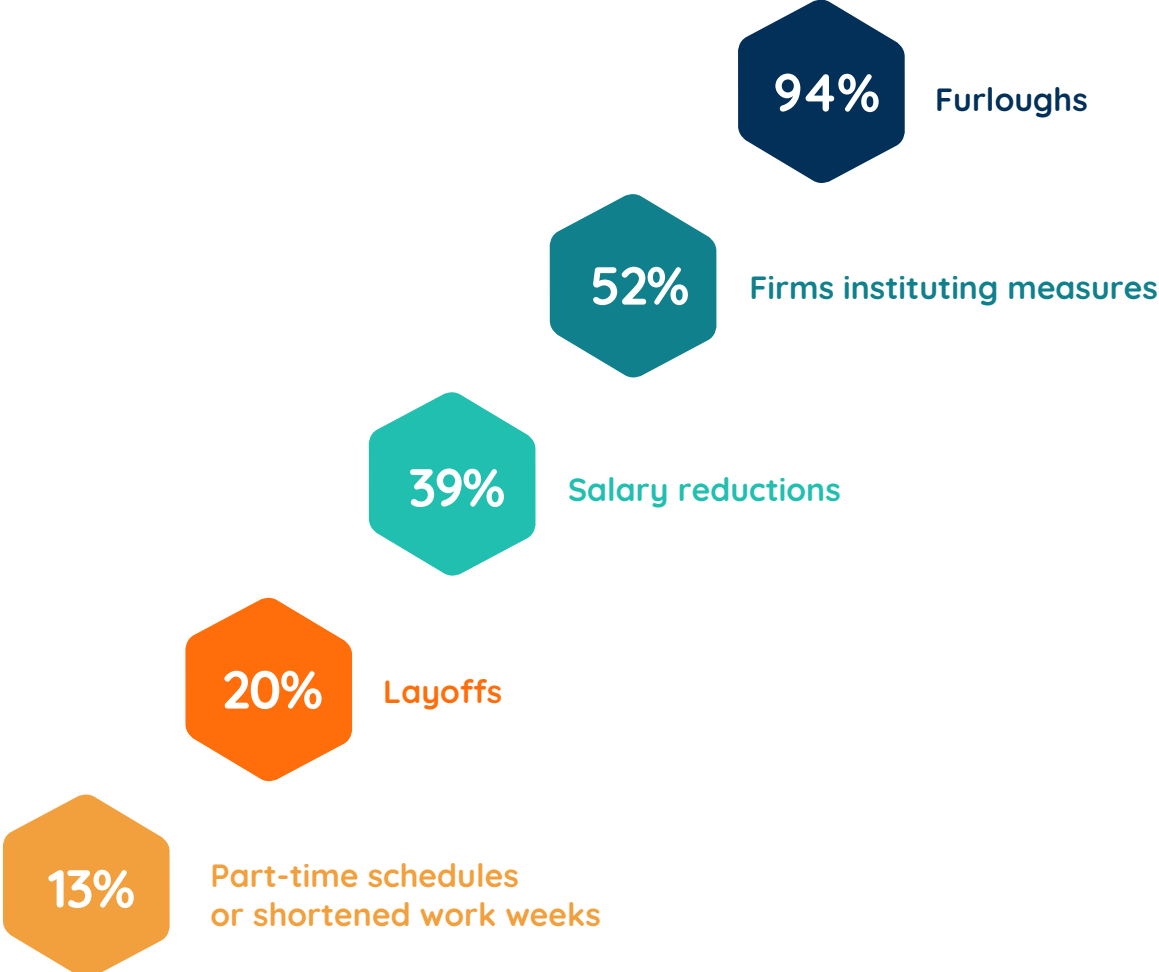 94%
Furloughs
52%
Firms instituting measures
39%
Salary reductions
20%
Layoffs
13%
Part-time schedules
or shortened work weeks